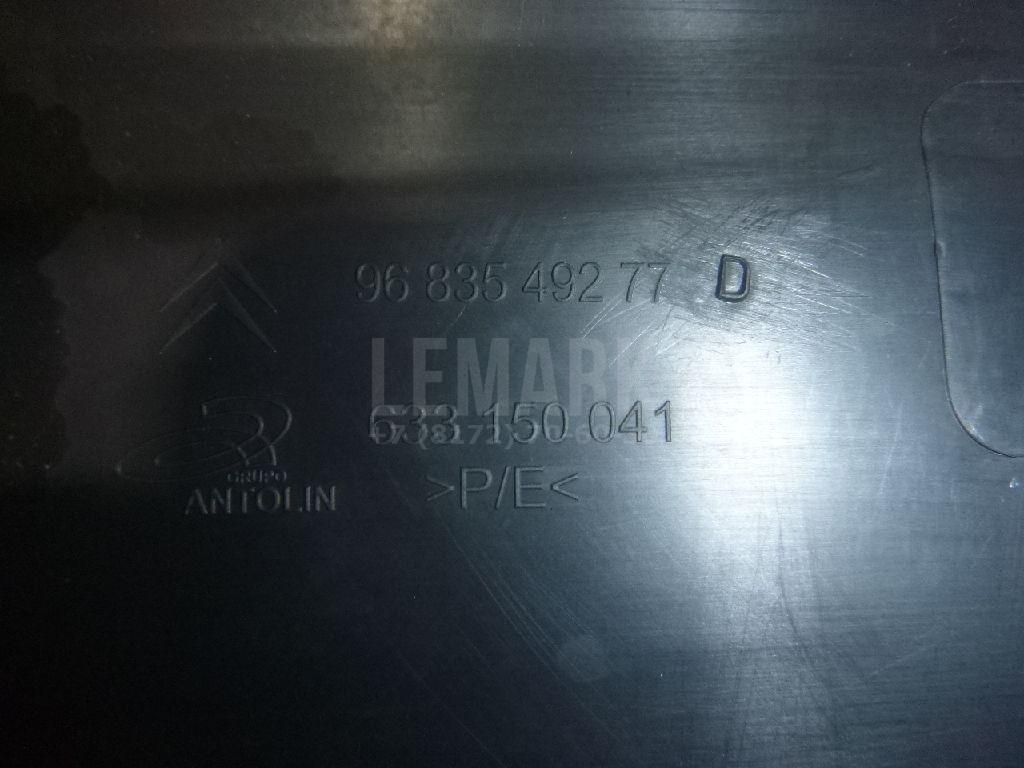 96 835 492 77 D
LEMARK
633 150 041
GRUPO
ANTOLIN
>P/E<